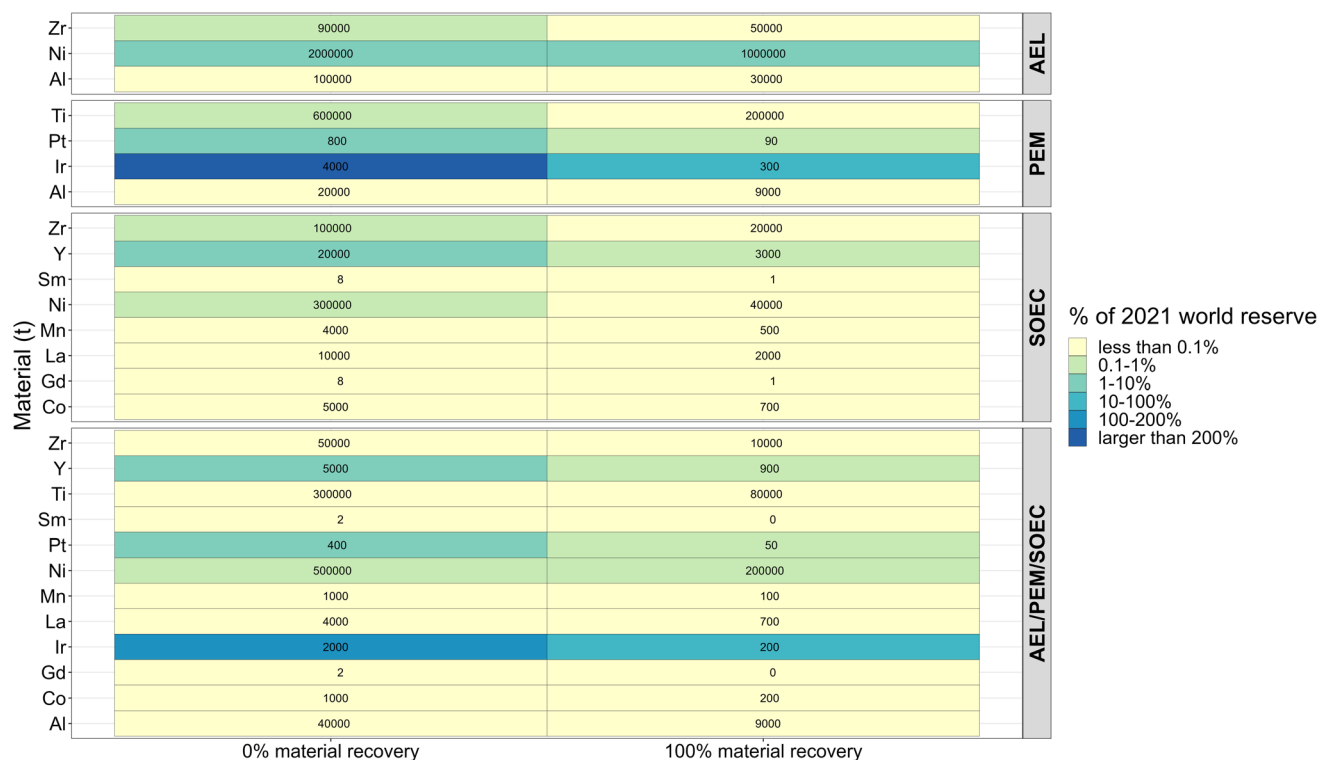 Zr 90000 50000
Ni 2000000 1000000
Al 100000 30000
AEL
Ti 600000 200000
Pt 800 90
Ir 4000 300
Al 20000 9000
PEM
Zr 100000 20000
Y 20000 3000
Sm 8 1
Ni 300000 40000
Mn 4000 500
La 10000 2000
Gd 8 1
Co 5000 700
SOEC
Zr 50000 10000
Y 5000 900
Ti 300000 80000
Sm 2 0
Pt 400 50
Ni 500000 200000
Mn 1000 100
La 4000 700
Ir 2000 200
Gd 2 0
Co 1000 200
Al 40000 9000
AEL/PEM/SOEC
Material (t)
0% material recovery 100% material recovery
% of 2021 world reserve
less than 0.1%
0.1-1%
1-10%
10-100%
100-200%
larger than 200%